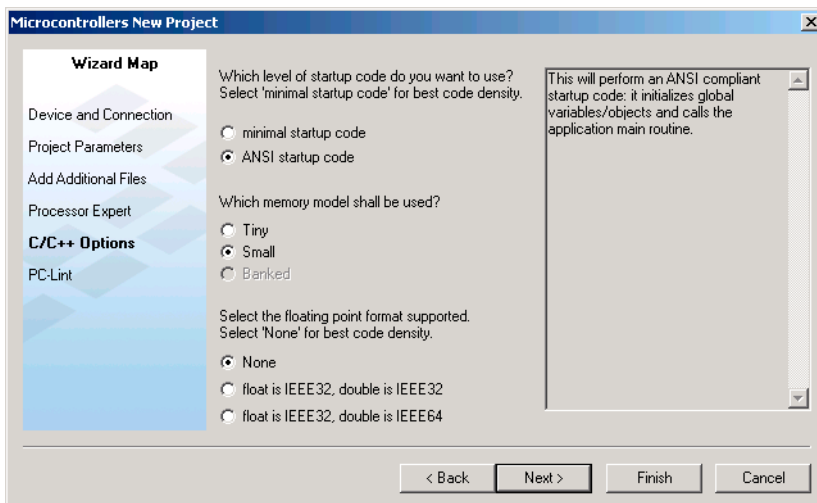 Microcontrollers New Project
Wizard Map
Device and Connection
Project Parameters
Add Additional Files
Processor Expert
C/C++ Options
PC-Lint
Which level of startup code do you want to use?
Select 'minimal startup code' for best code density.
minimal startup code
ANSI startup code
Which memory model shall be used?
Tiny
Small
Banked
Select the floating point format supported.
Select 'None' for best code density.
None
float is IEEE32, double is IEEE32
float is IEEE32, double is IEEE64
This will perform an ANSI compliant
startup code: it initializes global
variables/objects and calls the
application main routine.
< Back
Next >
Finish
Cancel